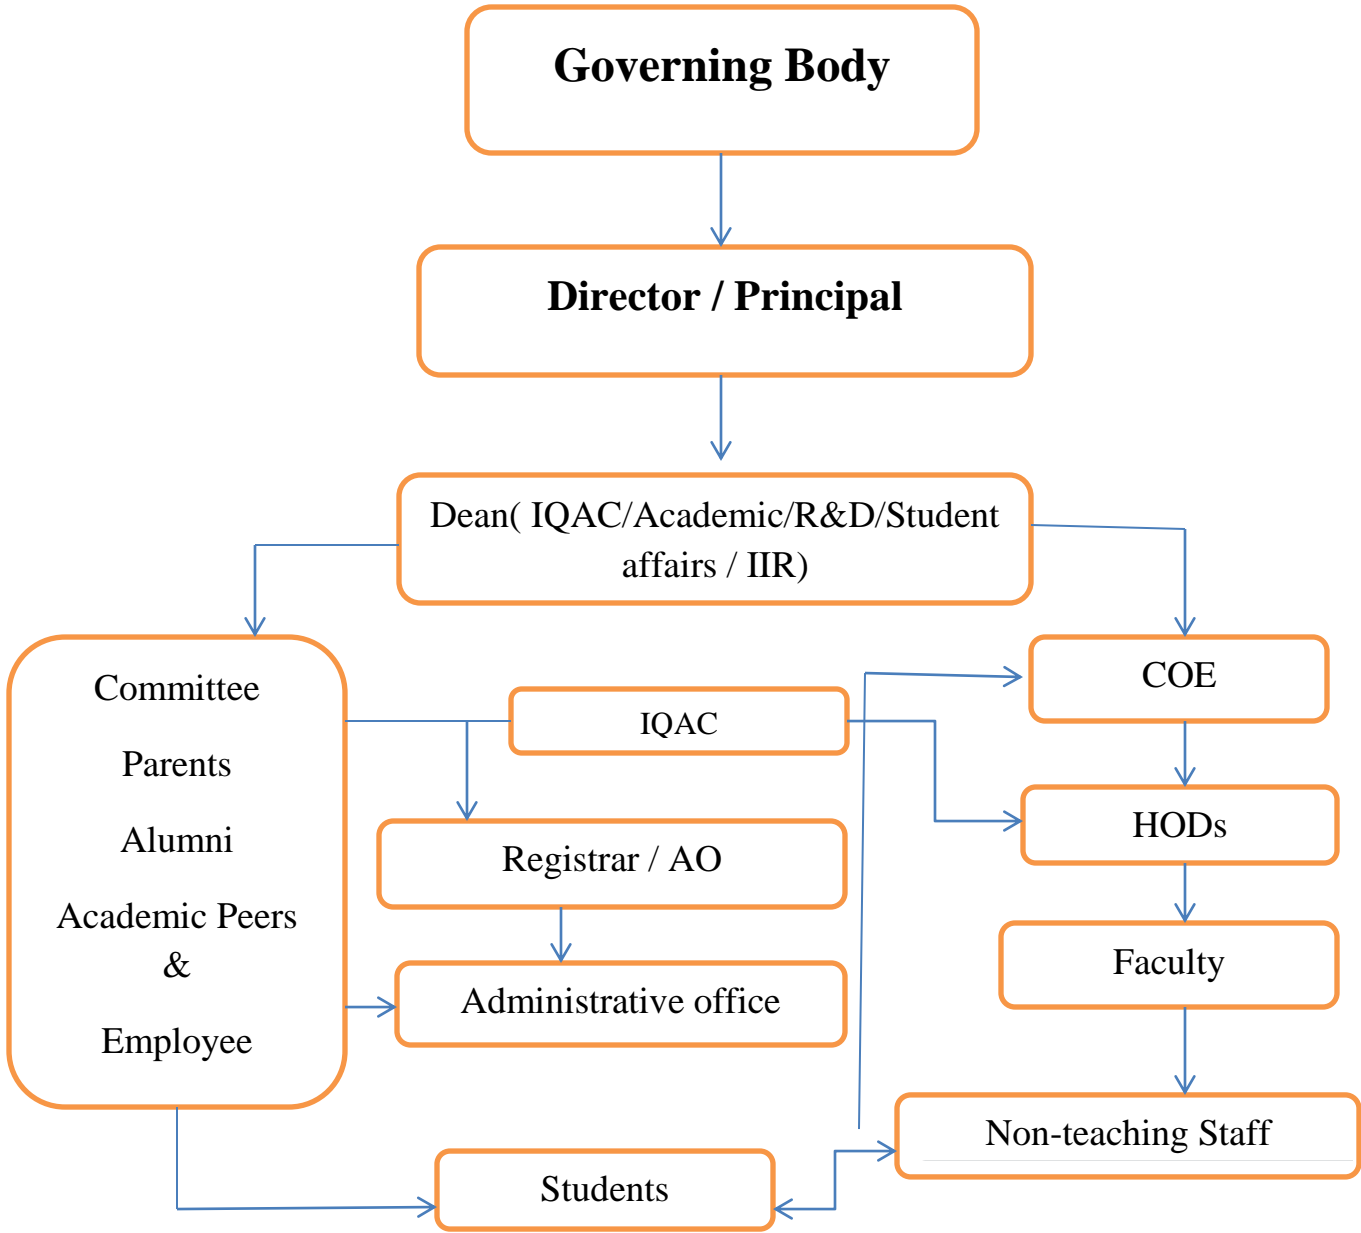 Governing Body
Director / Principal
Dean( IQAC/Academic/R&D/Student
affairs / IIR)
Committee
Parents
Alumni
Academic Peers
&
Employee
IQAC
Registrar / AO
Administrative office
COE
HODs
Faculty
Non-teaching Staff
Students